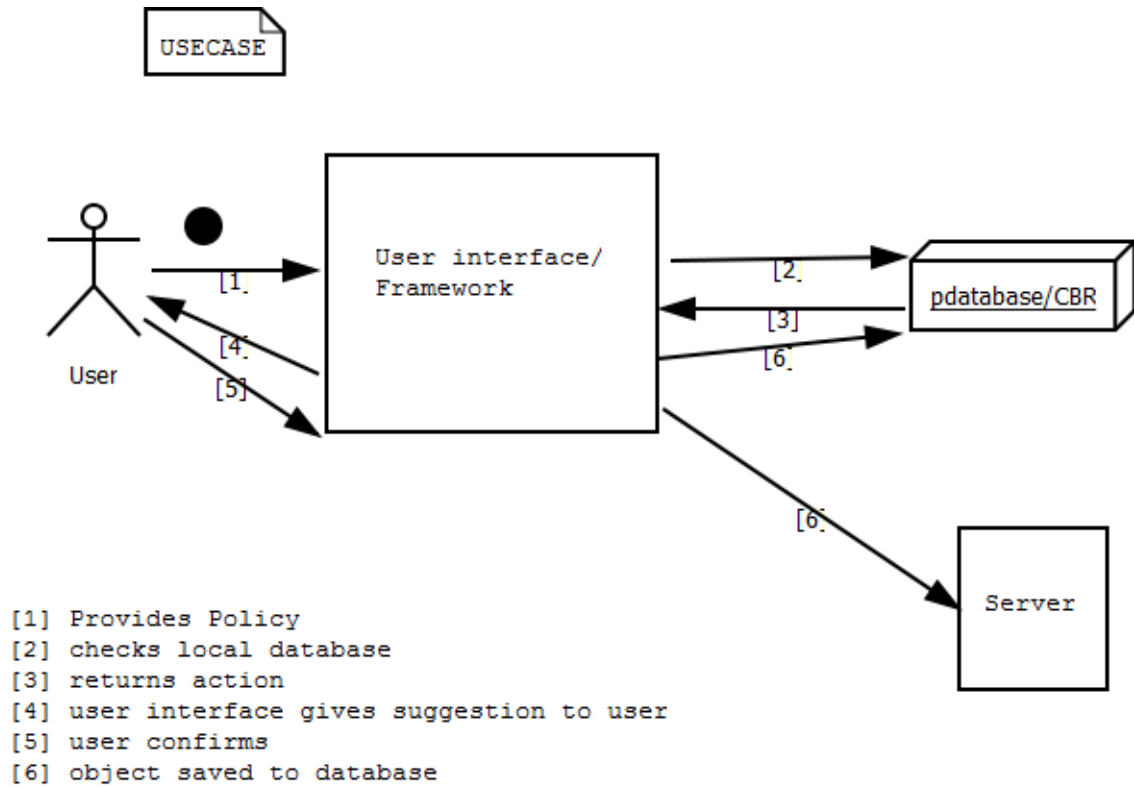 USECASE
User interface/
Framework
[1]
[2]
pdatabase/CBR
[3]
[4]
[6]
User
[5]
[6]
Server
[1] Provides Policy
[2] checks local database
[3] returns action
[4] user interface gives suggestion to user
[5] user confirms
[6] object saved to database